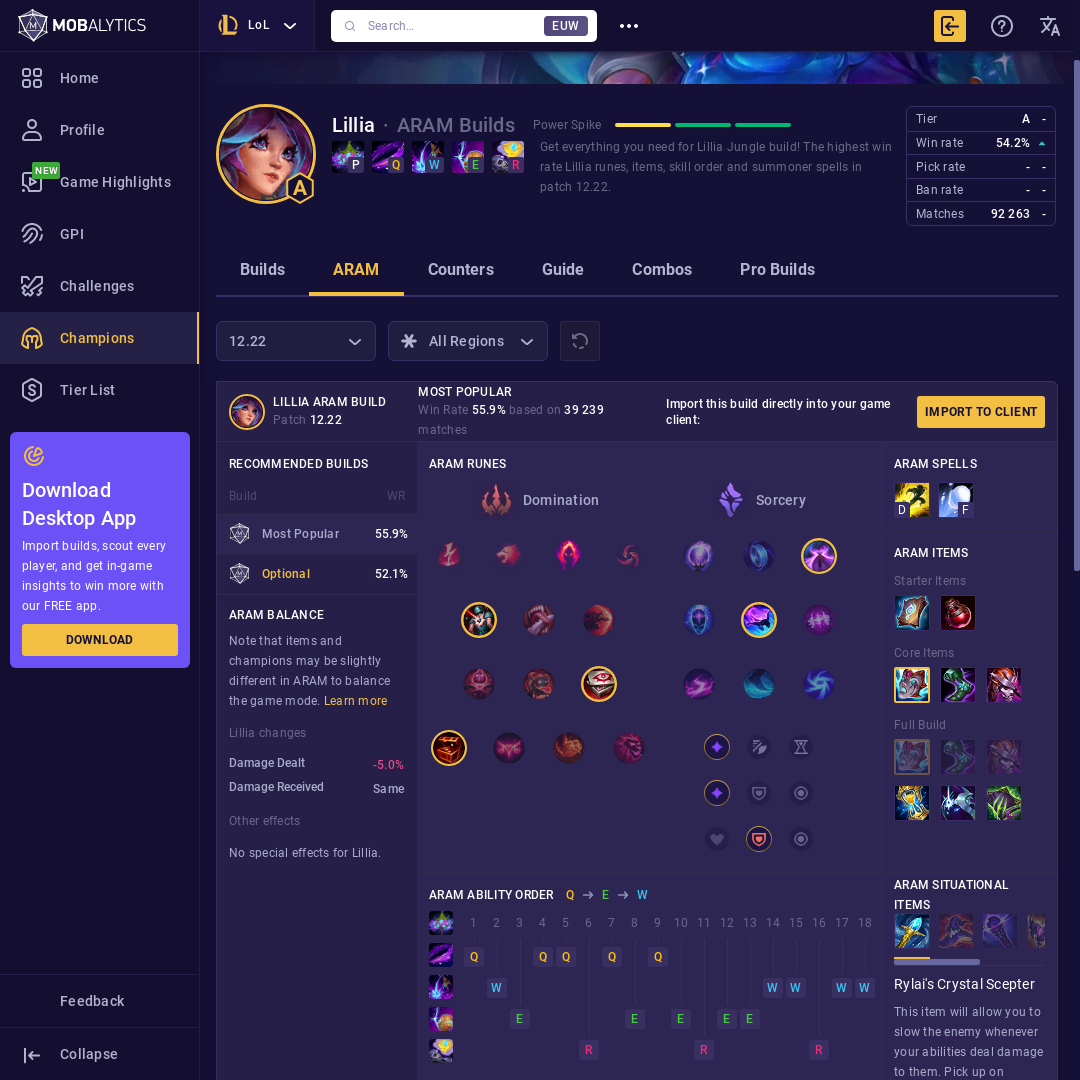 MOBALYTICS
LoL
Search...
EUW
Home
Profile
NEW
Game Highlights
GPI
Challenges
Champions
Tier List
Download
Desktop App
Import builds, scout every
player, and get in-game
insights to win more with
our FREE app.
DOWNLOAD
Feedback
Collapse
A
Lillia · ARAM Builds
P
Q
W
E
R
Power Spike
Get everything you need for Lillia Jungle build! The highest win
rate Lillia runes, items, skill order and summoner spells in
patch 12.22.
Tier A -
Win rate 54.2%
Pick rate - -
Ban rate - -
Matches 92 263 -
Builds
ARAM
Counters
Guide
Combos
Pro Builds
12.22
All Regions
LILLIA ARAM BUILD
Patch 12.22
MOST POPULAR
Win Rate 55.9% based on 39 239
matches
Import this build directly into your game
client:
IMPORT TO CLIENT
RECOMMENDED BUILDS
Build WR
Most Popular 55.9%
Optional 52.1%
ARAM BALANCE
Note that items and
champions may be slightly
different in ARAM to balance
the game mode. Learn more
Lillia changes
Damage Dealt -5.0%
Damage Received Same
Other effects
No special effects for Lillia.
ARAM RUNES
Domination
Sorcery
ARAM SPELLS
D
F
ARAM ITEMS
Starter Items
Core Items
Full Build
ARAM ABILITY ORDER Q E W
1 2 3 4 5 6 7 8 9 10 11 12 13 14 15 16 17 18
Q Q Q Q Q
W W W W W
E E E E E
R R R
ARAM SITUATIONAL
ITEMS
Rylai's Crystal Scepter
This item will allow you to
slow the enemy whenever
your abilities deal damage
to them. Pick up on